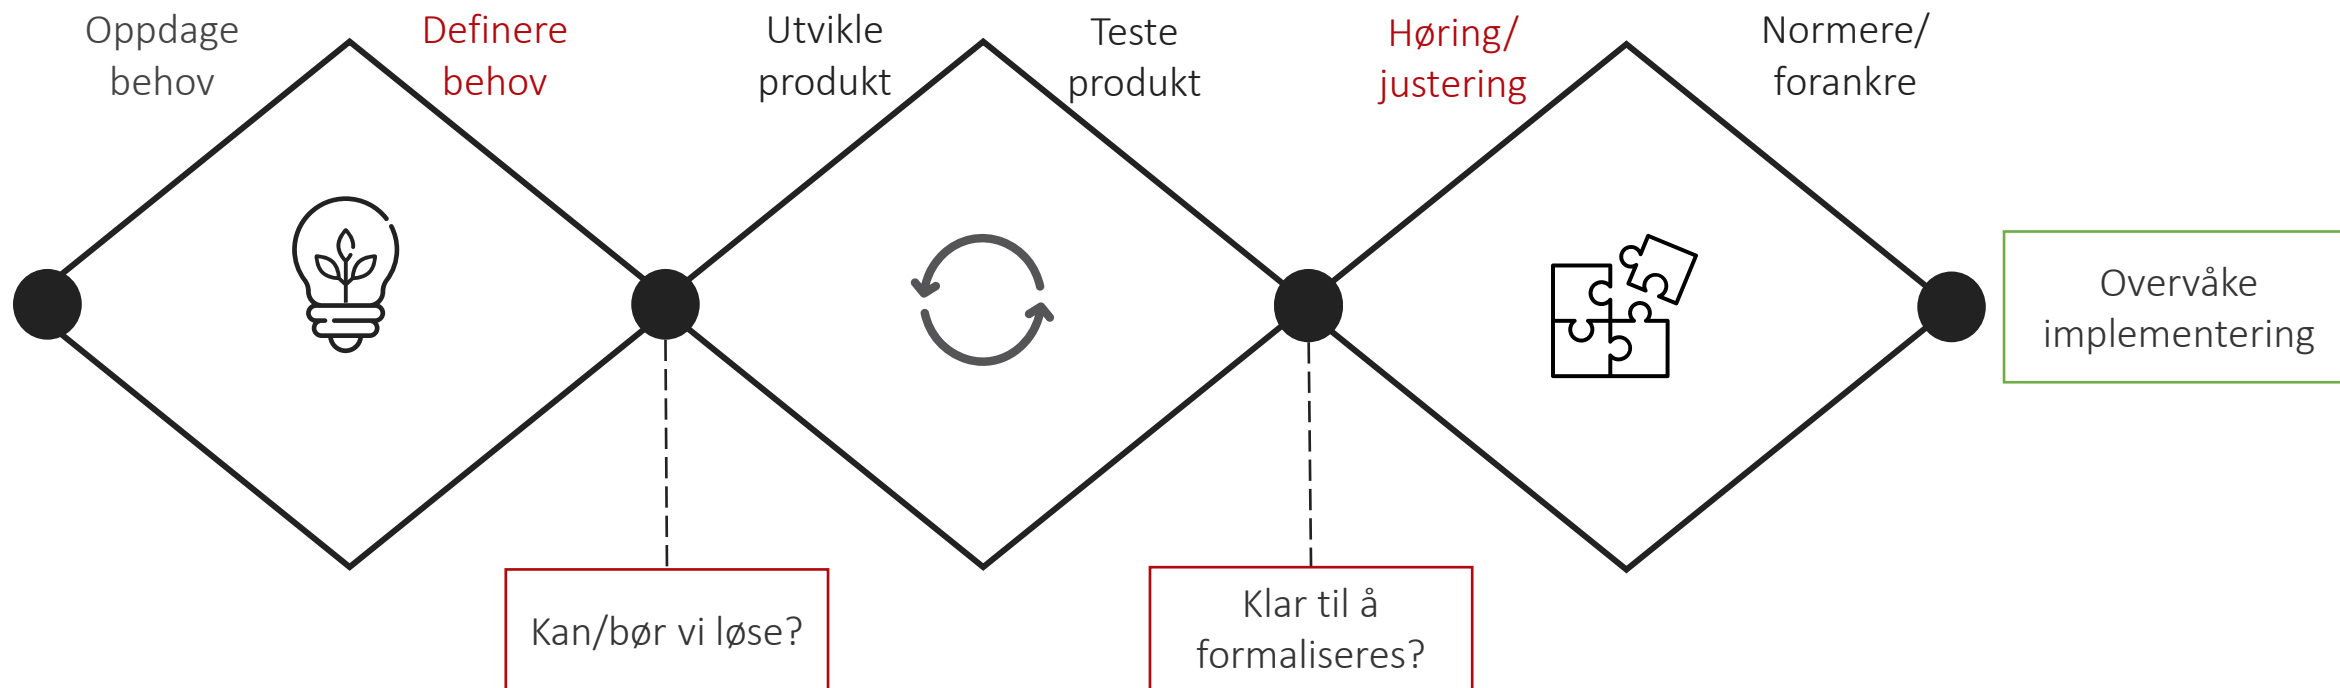 Oppdage
behov
Definere
behov
Utvikle
produkt
Teste
produkt
Høring/
justering
Normere/
forankre
Overvåke
implementering
Kan/bør vi løse?
Klar til å
formaliseres?